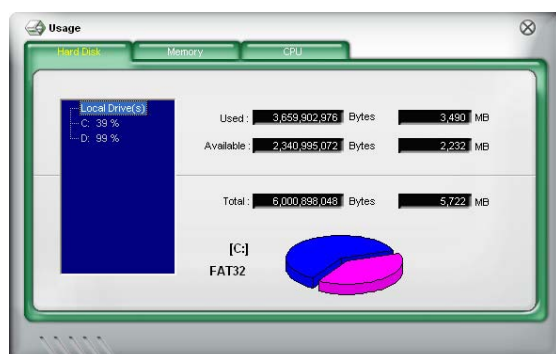 Usage
Hard Disk Memory CPU
Local Drive(s)
C: 39 %
D: 99 %
Used : 3,659,902,976 Bytes 3,490 MB
Available : 2,340,995,072 Bytes 2,232 MB
Total : 6,000,898,048 Bytes 5,722 MB
[C:]
FAT32